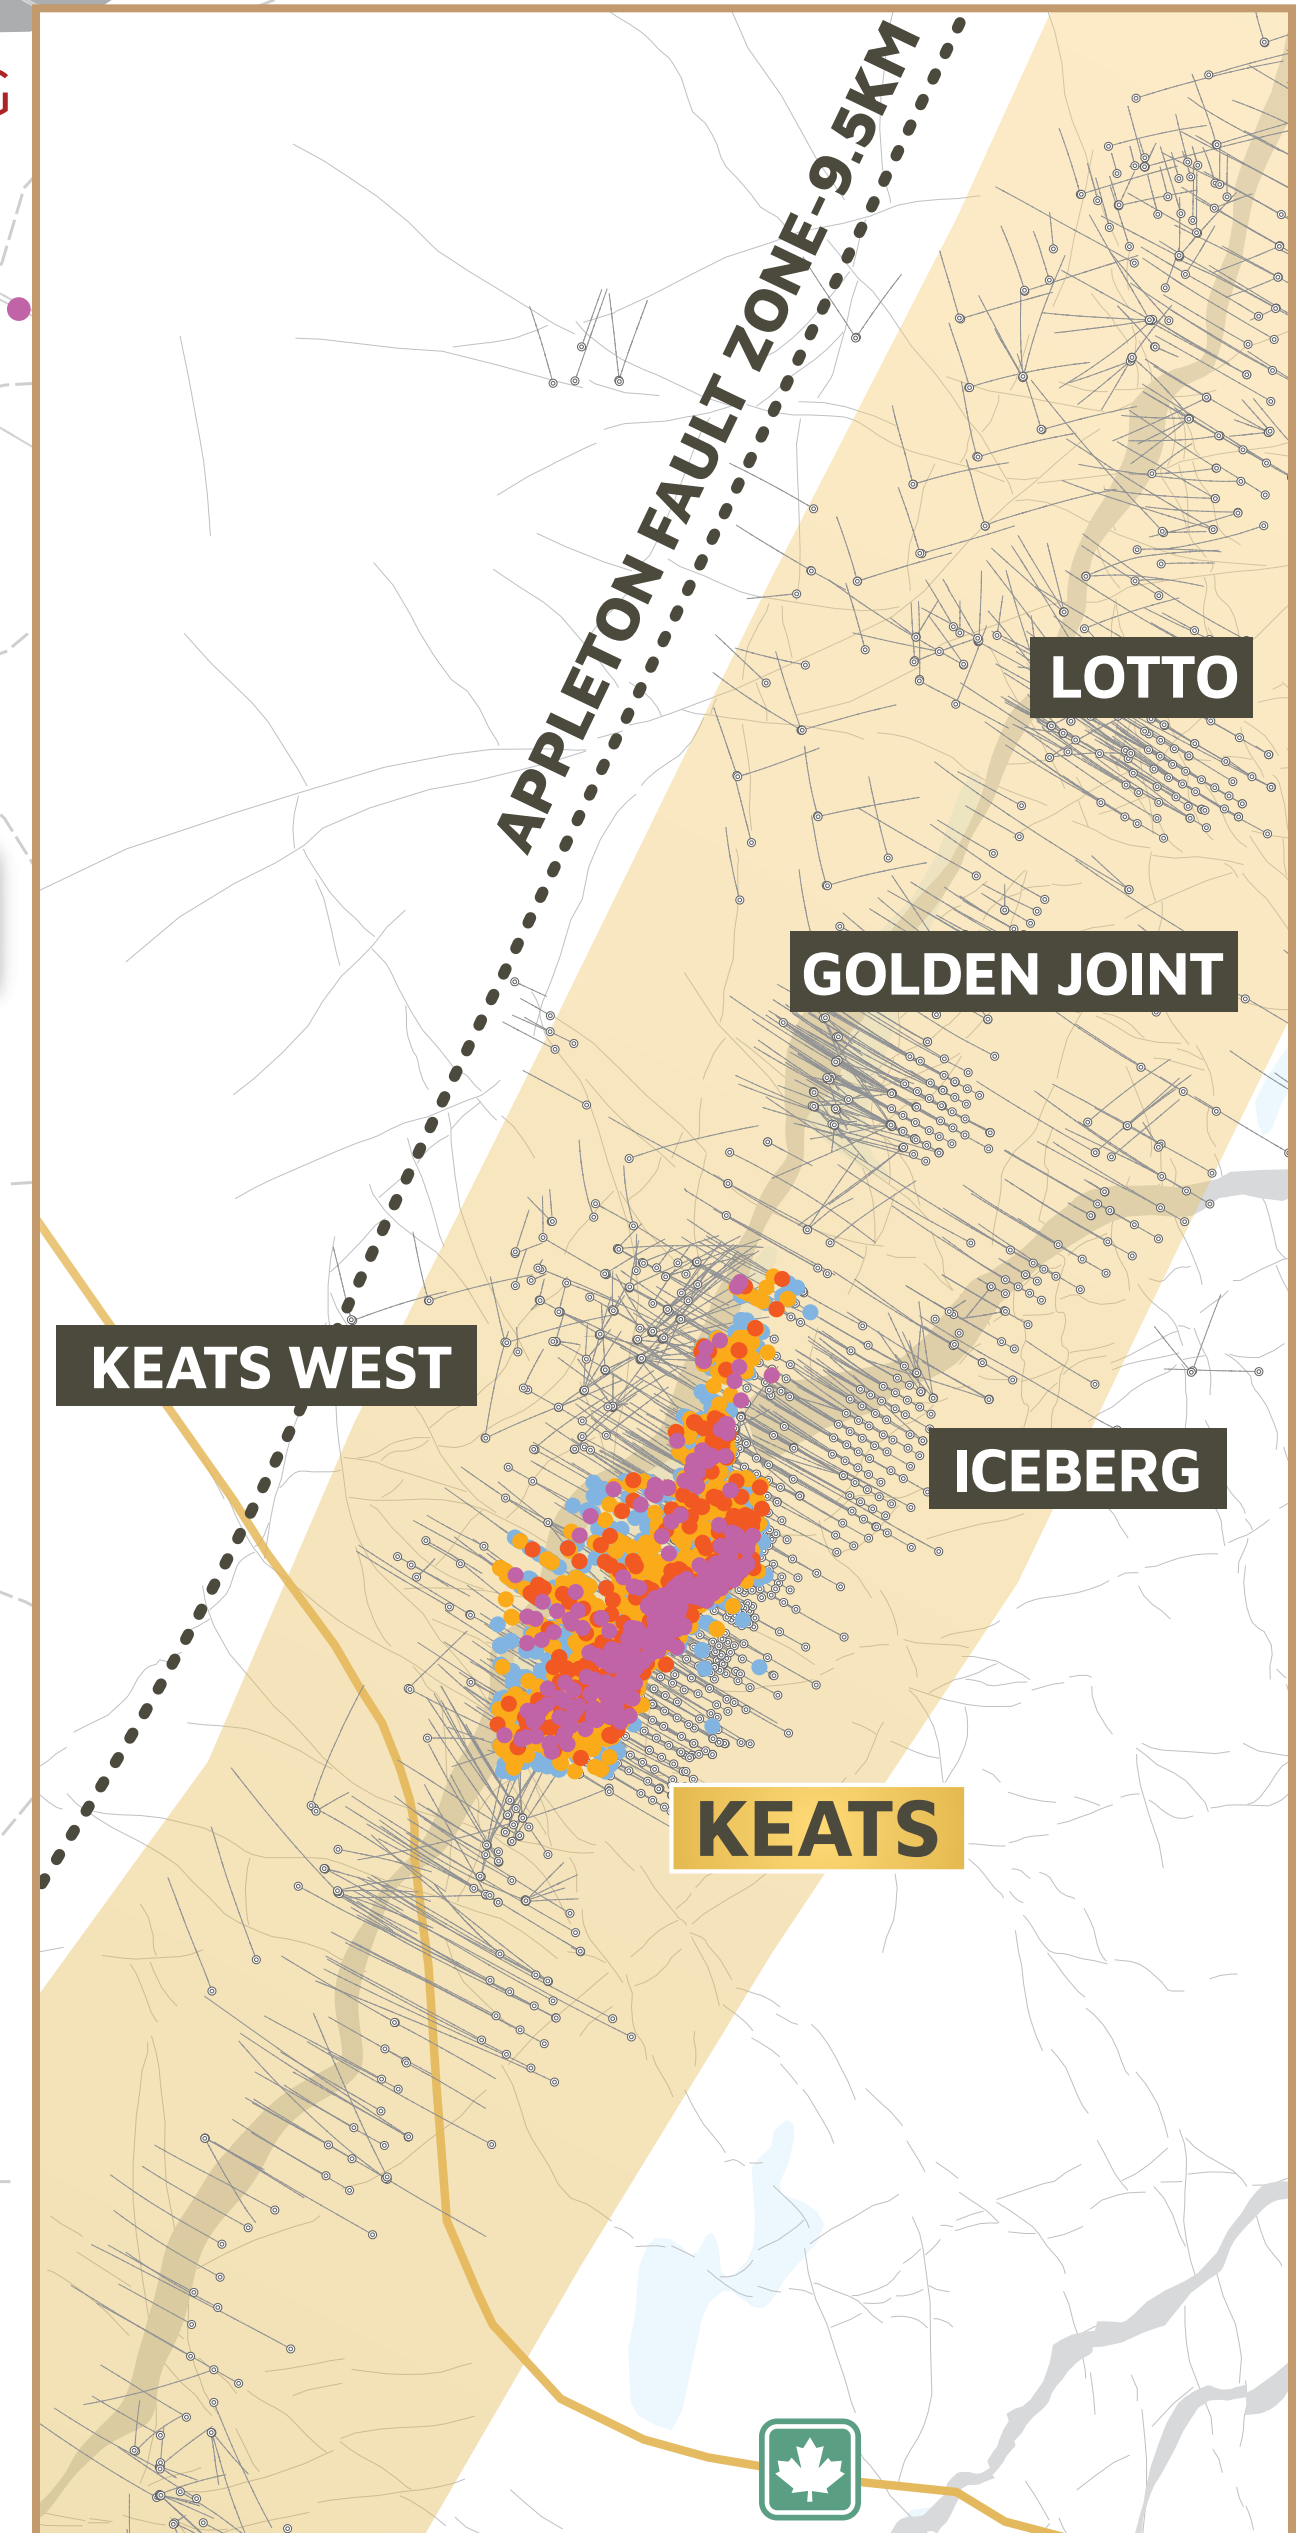 G
APPLETON FAULT ZONE-9.5KM
LOTTO
GOLDEN JOINT
KEATS WEST
ICEBERG
KEATS